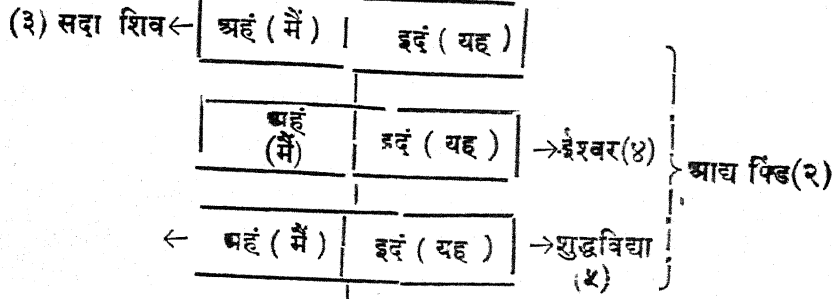 (३) सदा शिव← अहं ( मैं ) | इदं ( यह )
अहं
(मैं) इदं ( यह ) →ईश्वर(४)
आद्य पिंड(२)
← अहं ( मैं ) इदं ( यह ) →शुद्धविद्या
(५)